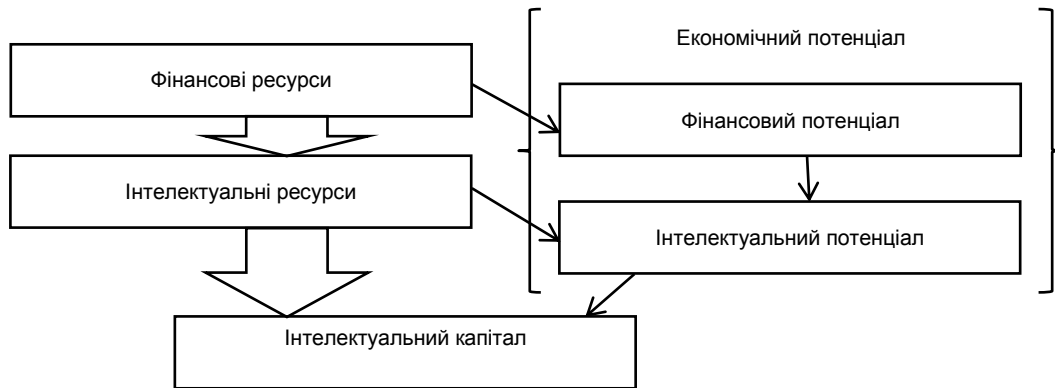 Економічний потенціал
Фінансові ресурси
Фінансовий потенціал
Інтелектуальні ресурси
Інтелектуальний потенціал
Інтелектуальний капітал